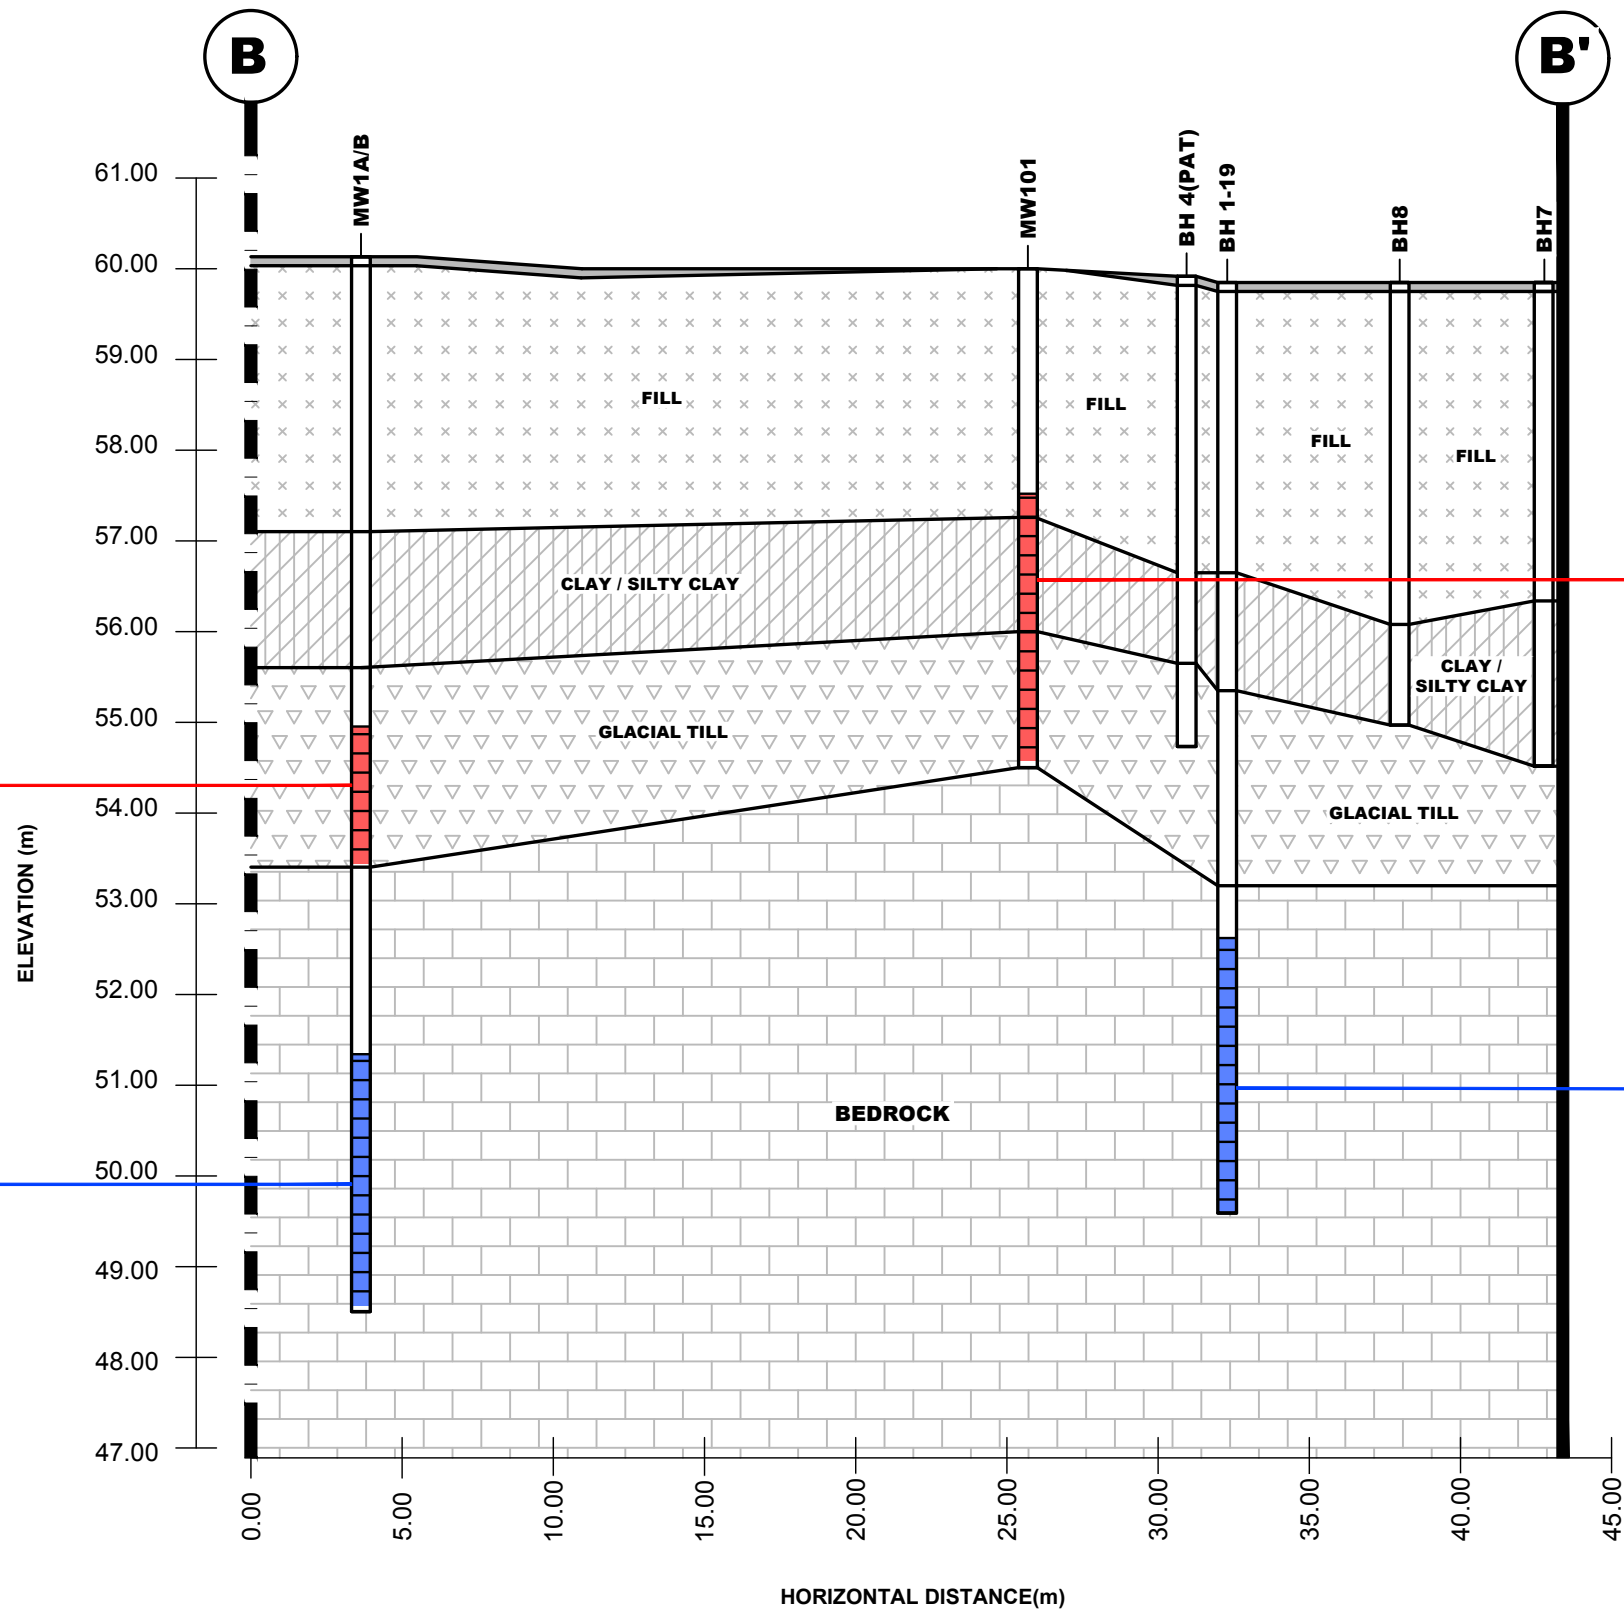 B
B'
MW1A/B
MW101
BH 4(PAT)
BH 1-19
BH8
BH7
61.00
60.00
59.00
58.00
57.00
56.00
55.00
54.00
53.00
52.00
51.00
50.00
49.00
48.00
47.00
ELEVATION (m)
FILL
FILL
FILL
FILL
CLAY / SILTY CLAY
CLAY /
SILTY CLAY
GLACIAL TILL
GLACIAL TILL
BEDROCK
0.00
5.00
10.00
15.00
20.00
25.00
30.00
35.00
40.00
45.00
HORIZONTAL DISTANCE(m)